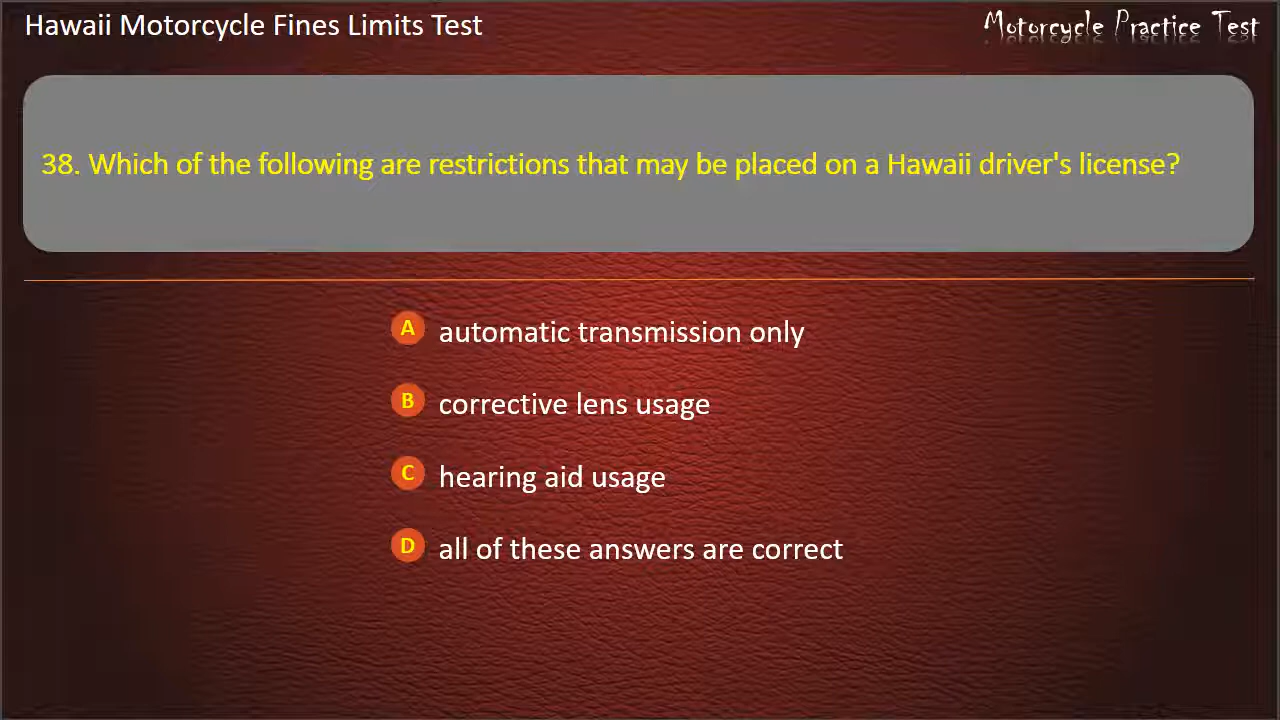 Hawaii Motorcycle Fines Limits Test
Motorcycle Practice Test
38. Which of the following are restrictions that may be placed on a Hawaii driver's license?
A automatic transmission only
B corrective lens usage
C hearing aid usage
D all of these answers are correct